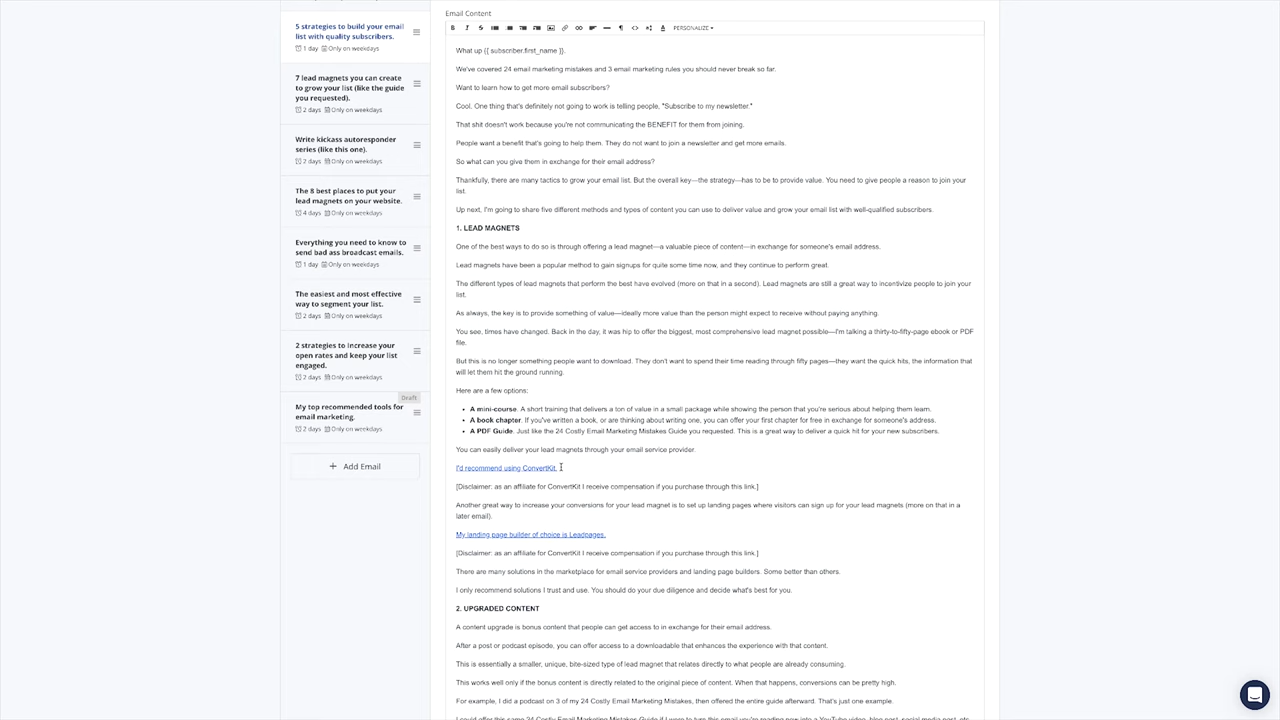 5 strategies to build your email
list with quality subscribers.
1 day Only on weekdays
7 lead magnets you can create
to grow your list (like the guide
you requested).
2 days Only on weekdays
Write kickass autoresponder
series (like this one).
2 days Only on weekdays
The 8 best places to put your
lead magnets on your website.
4 days Only on weekdays
Everything you need to know to
send bad ass broadcast emails.
1 day Only on weekdays
The easiest and most effective
way to segment your list.
2 days Only on weekdays
2 strategies to increase your
open rates and keep your list
engaged.
2 days Only on weekdays
Draft
My top recommended tools for
email marketing.
2 days Only on weekdays
+ Add Email
Email Content
PERSONALIZE
What up {{ subscriber.first_name }}.
We've covered 24 email marketing mistakes and 3 email marketing rules you should never break so far.
Want to learn how to get more email subscribers?
Cool. One thing that's definitely not going to work is telling people, "Subscribe to my newsletter."
That shit doesn't work because you're not communicating the BENEFIT for them from joining.
People want a benefit that's going to help them. They do not want to join a newsletter and get more emails.
So what can you give them in exchange for their email address?
Thankfully, there are many tactics to grow your email list. But the overall key—the strategy—has to be to provide value. You need to give people a reason to join your
list.
Up next, I'm going to share five different methods and types of content you can use to deliver value and grow your email list with well-qualified subscribers.
1. LEAD MAGNETS
One of the best ways to do so is through offering a lead magnet—a valuable piece of content—in exchange for someone's email address.
Lead magnets have been a popular method to gain signups for quite some time now, and they continue to perform great.
The different types of lead magnets that perform the best have evolved (more on that in a second). Lead magnets are still a great way to incentivize people to join your
list.
As always, the key is to provide something of value—ideally more value than the person might expect to receive without paying anything.
You see, times have changed. Back in the day, it was hip to offer the biggest, most comprehensive lead magnet possible—I'm talking a thirty-to-fifty-page ebook or PDF
file.
But this is no longer something people want to download. They don't want to spend their time reading through fifty pages—they want the quick hits, the information that
will let them hit the ground running.
Here are a few options:
• A mini-course. A short training that delivers a ton of value in a small package while showing the person that you're serious about helping them learn.
• A book chapter. If you've written a book, or are thinking about writing one, you can offer your first chapter for free in exchange for someone's address.
• A PDF Guide. Just like the 24 Costly Email Marketing Mistakes Guide you requested. This is a great way to deliver a quick hit for your new subscribers.
You can easily deliver your lead magnets through your email service provider.
I'd recommend using ConvertKit.
[Disclaimer: as an affiliate for ConvertKit I receive compensation if you purchase through this link.]
Another great way to increase your conversions for your lead magnet is to set up landing pages where visitors can sign up for your lead magnets (more on that in a
later email).
My landing page builder of choice is Leadpages.
[Disclaimer: as an affiliate for ConvertKit I receive compensation if you purchase through this link.]
There are many solutions in the marketplace for email service providers and landing page builders. Some better than others.
I only recommend solutions I trust and use. You should do your due diligence and decide what's best for you.
2. UPGRADED CONTENT
A content upgrade is bonus content that people can get access to in exchange for their email address.
After a post or podcast episode, you can offer access to a downloadable that enhances the experience with that content.
This is essentially a smaller, unique, bite-sized type of lead magnet that relates directly to what people are already consuming.
This works well only if the bonus content is directly related to the original piece of content. When that happens, conversions can be pretty high.
For example, I did a podcast on 3 of my 24 Costly Email Marketing Mistakes, then offered the entire guide afterward. That's just one example.
I could offer this same 24 Costly Email Marketing Mistakes Guide if I were to turn this email you're reading now into a YouTube video, blog post, social media post, etc.